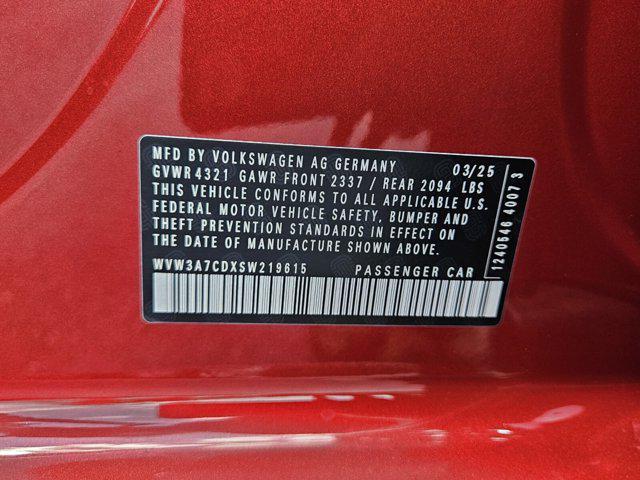 MFD BY VOLKSWAGEN AG GERMANY 03/25
GVWR 4321 GAWR FRONT 2337 / REAR 2094 LBS
THIS VEHICLE CONFORMS TO ALL APPLICABLE U.S.
FEDERAL MOTOR VEHICLE SAFETY, BUMPER AND
THEFT PREVENTION STANDARDS IN EFFECT ON
THE DATE OF MANUFACTURE SHOWN ABOVE.
WVW3A7CDXSW219615 PASSENGER CAR
1240646 4007 3